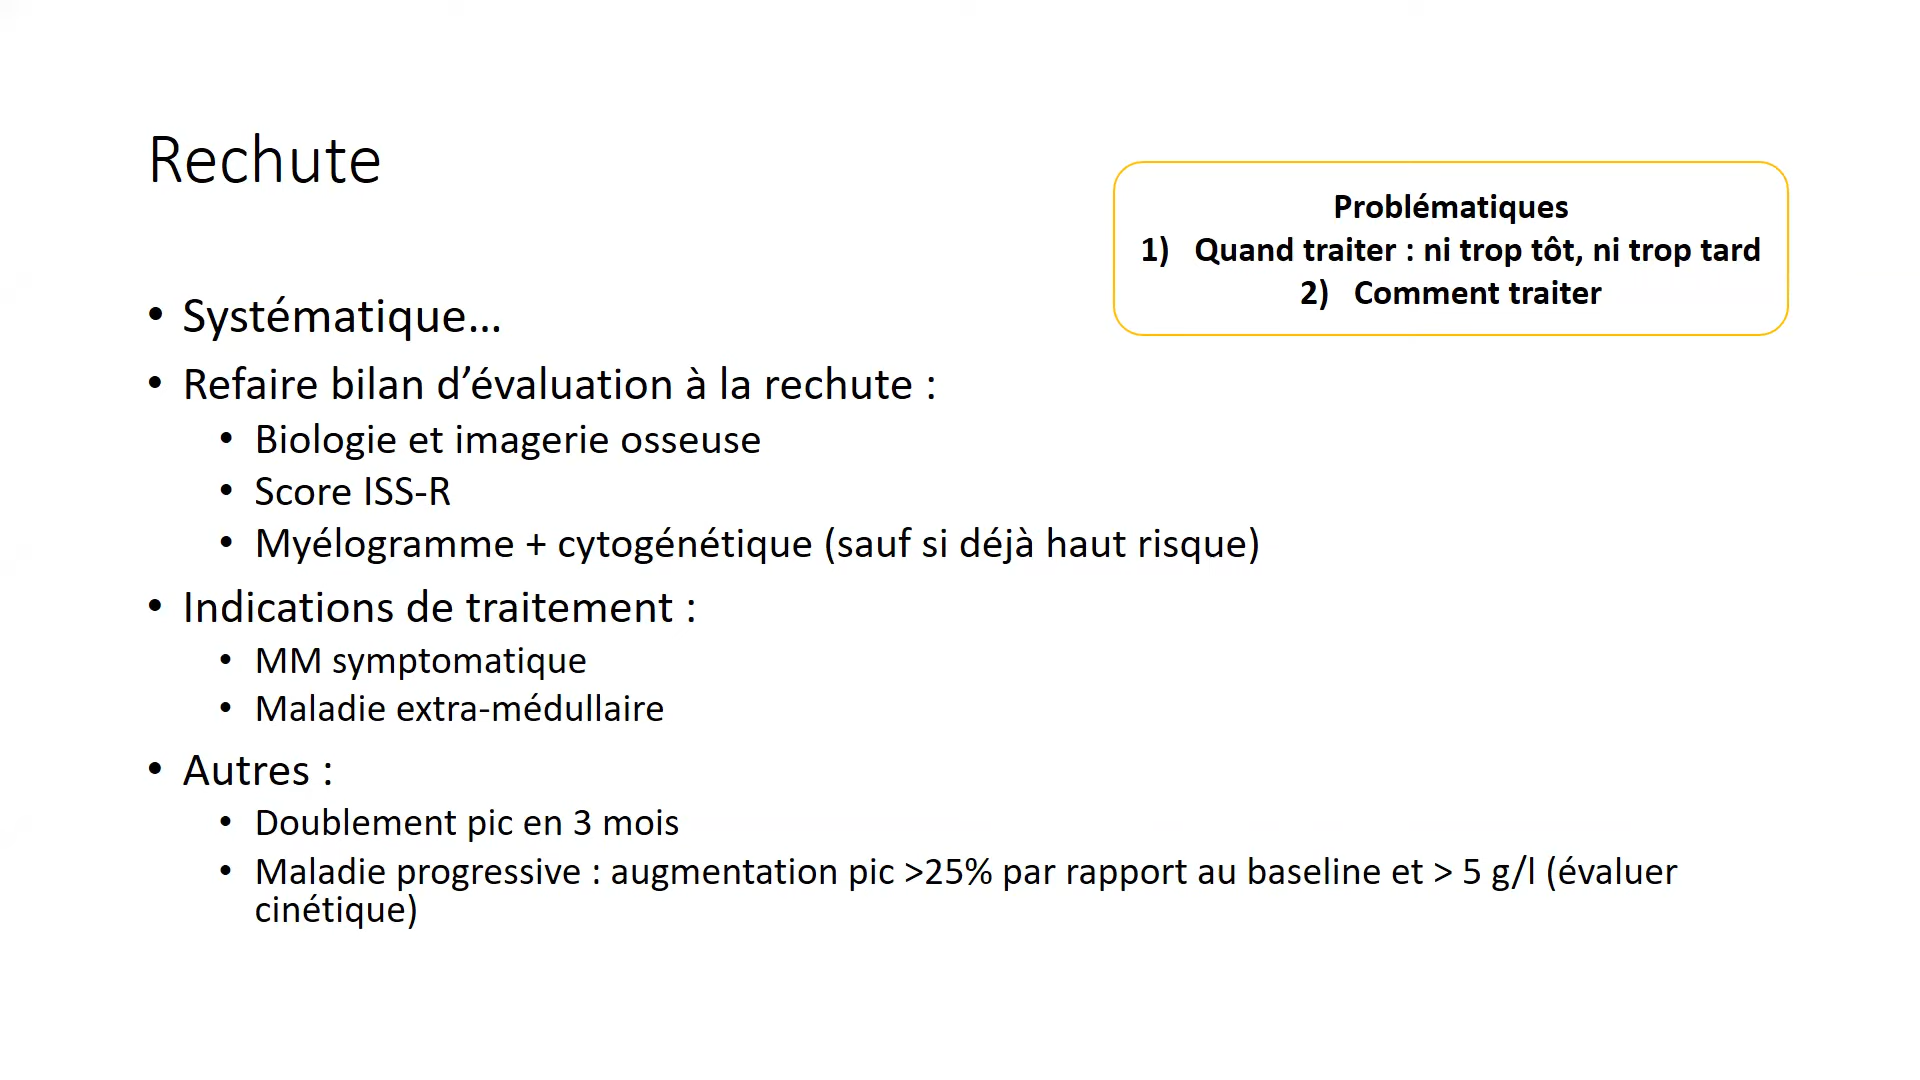 Rechute
Problématiques
1) Quand traiter : ni trop tôt, ni trop tard
2) Comment traiter
• Systématique…
• Refaire bilan d’évaluation à la rechute :
• Biologie et imagerie osseuse
• Score ISS-R
• Myélogramme + cytogénétique (sauf si déjà haut risque)
• Indications de traitement :
• MM symptomatique
• Maladie extra-médullaire
• Autres :
• Doublement pic en 3 mois
• Maladie progressive : augmentation pic >25% par rapport au baseline et > 5 g/l (évaluer
cinétique)